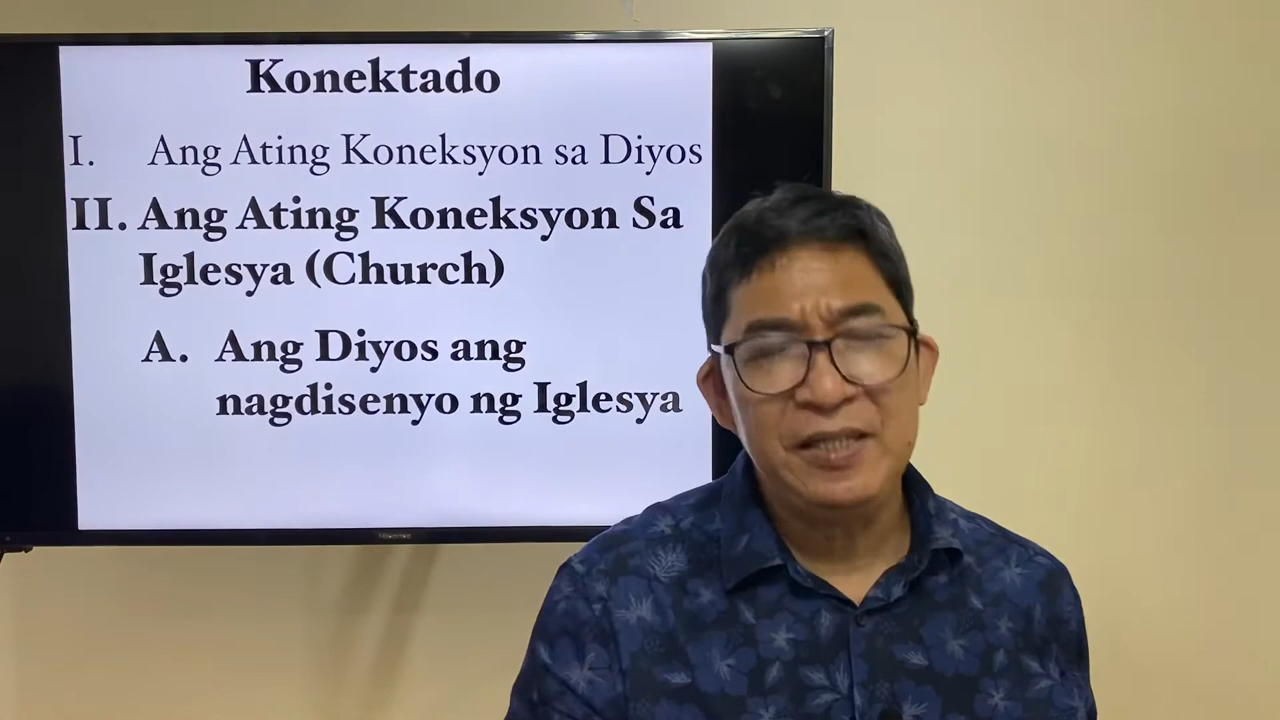 Konektado
I. Ang Ating Koneksyon sa Diyos
II. Ang Ating Koneksyon Sa
Iglesya (Church)
A. Ang Diyos ang
nagdisenyo ng Iglesya
Hisense